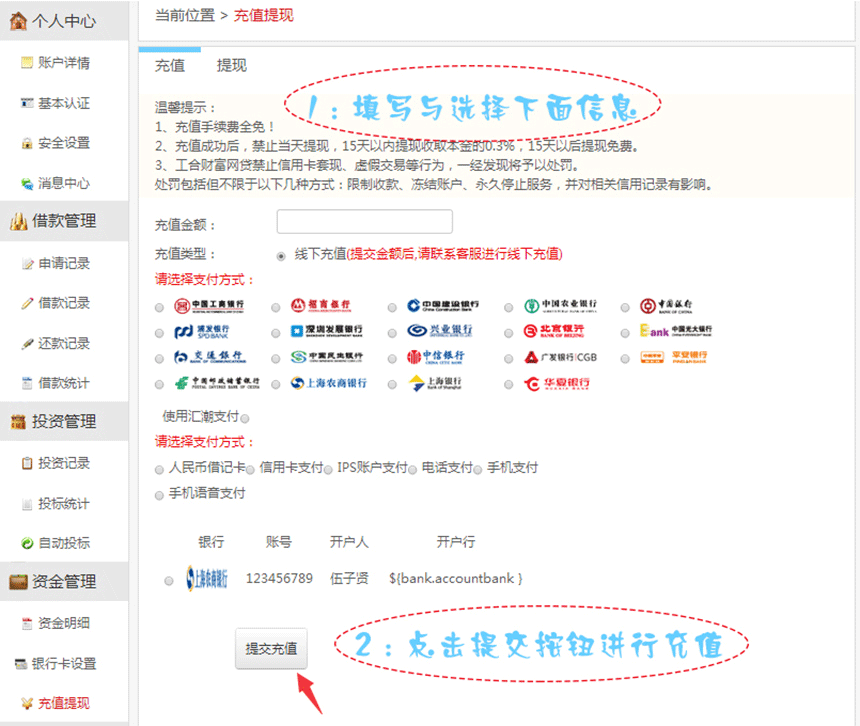 个人中心
账户详情
基本认证
安全设置
消息中心
借款管理
申请记录
借款记录
还款记录
借款统计
投资管理
投资记录
投标统计
自动投标
资金管理
资金明细
银行卡设置
充值提现
当前位置 > 充值提现
充值 提现
1：填写与选择下面信息
温馨提示：
1、充值手续费全免！
2、充值成功后，禁止当天提现，15天以内提现收取本金的0.3%，15天以后提现免费。
3、工合财富网贷禁止信用卡套现、虚假交易等行为，一经发现将予以处罚。
处罚包括但不限于以下几种方式：限制收款、冻结账户、永久停止服务，并对相关信用记录有影响。
充值金额：
充值类型： 线下充值(提交金额后,请联系客服进行线下充值)
请选择支付方式：
中国工商银行 招商银行 中国建设银行 China Construction Bank 中国农业银行 中国银行 BANK OF CHINA
浦发银行 SPD BANK 深圳发展银行 兴业银行 北京银行 BANK OF BEIJING Bank 中国光大银行
交通银行 BANK OF COMMUNICATIONS 中国民生银行 中信银行 CHINA CITIC BANK 广发银行|CGB 平安银行
中国邮政储蓄银行 POSTAL SAVINGS BANK OF CHINA 上海农商银行 上海银行 Bank of Shanghai 华夏银行
使用汇潮支付
请选择支付方式：
人民币借记卡 信用卡支付 IPS账户支付 电话支付 手机支付
手机语音支付
银行 账号 开户人 开户行
上海农商银行 123456789 伍子贤 ${bank.accountbank }
提交充值
2：点击提交按钮进行充值